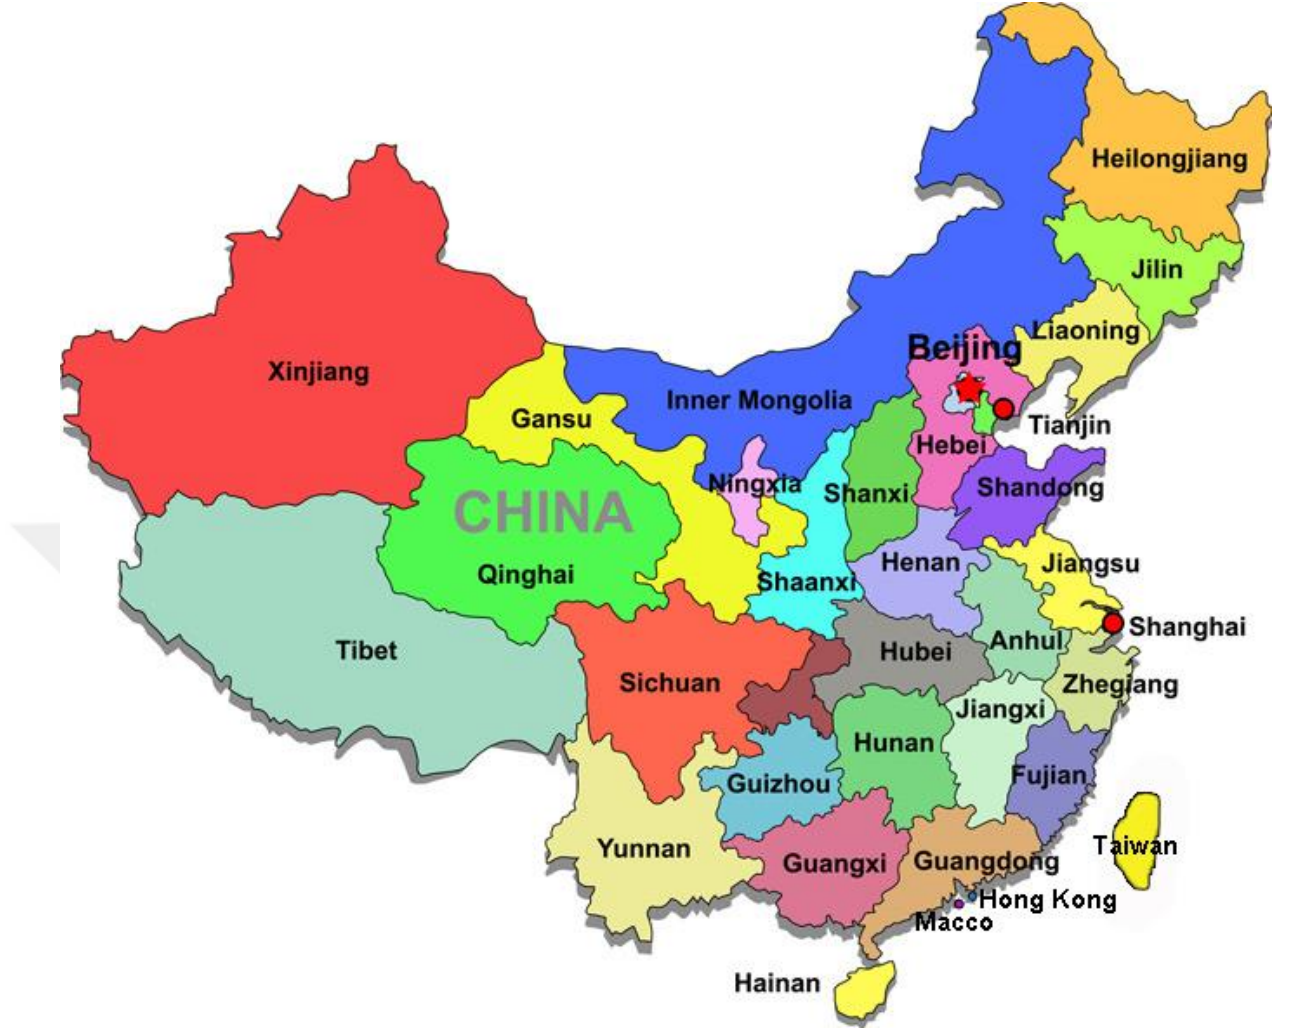 Heilongjiang
Jilin
Liaoning
Beijing
Xinjiang
Inner Mongolia
Gansu
Tianjin
Hebei
Ningxia
Shanxi
Shandong
CHINA
Qinghai
Shaanxi
Henan
Jiangsu
Shanghai
Tibet
Hubei
Anhul
Sichuan
Zhegiang
Jiangxi
Hunan
Fujian
Guizhou
Yunnan
Taiwan
Guangxi
Guangdong
Hong Kong
Macco
Hainan